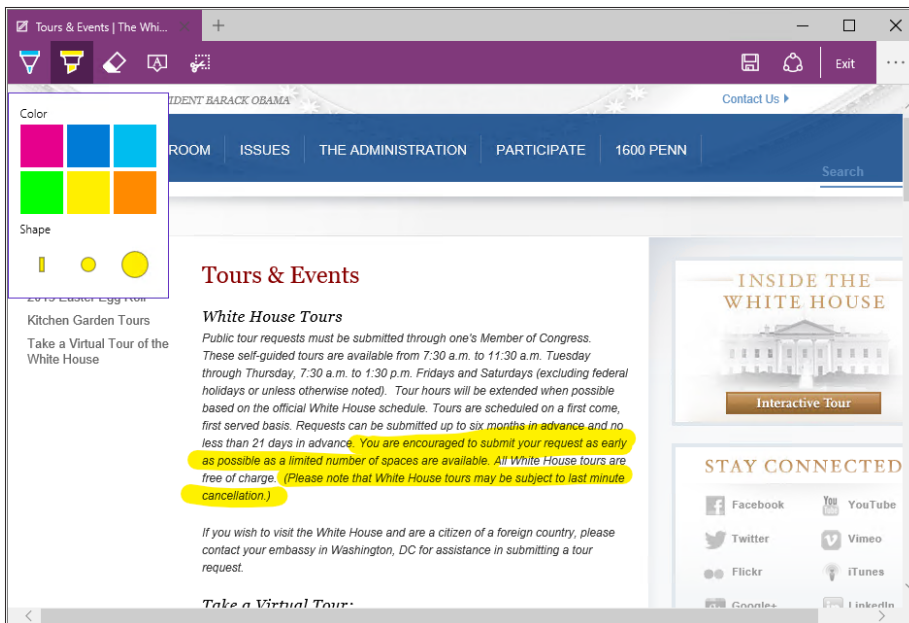 Tours & Events | The Whi...
Exit
Color
Shape
IDENT BARACK OBAMA
Contact Us
ROOM
ISSUES
THE ADMINISTRATION
PARTICIPATE
1600 PENN
Search
2015 Easter Egg Roll
Kitchen Garden Tours
Take a Virtual Tour of the
White House
Tours & Events
White House Tours
Public tour requests must be submitted through one's Member of Congress.
These self-guided tours are available from 7:30 a.m. to 11:30 a.m. Tuesday
through Thursday, 7:30 a.m. to 1:30 p.m. Fridays and Saturdays (excluding federal
holidays or unless otherwise noted). Tour hours will be extended when possible
based on the official White House schedule. Tours are scheduled on a first come,
first served basis. Requests can be submitted up to six months in advance and no
less than 21 days in advance. You are encouraged to submit your request as early
as possible as a limited number of spaces are available. All White House tours are
free of charge. (Please note that White House tours may be subject to last minute
cancellation.)
If you wish to visit the White House and are a citizen of a foreign country, please
contact your embassy in Washington, DC for assistance in submitting a tour
request.
Take a Virtual Tour:
INSIDE THE
WHITE HOUSE
Interactive Tour
STAY CONNECTED
Facebook
YouTube
Twitter
Vimeo
Flickr
iTunes
Google+
LinkedIn